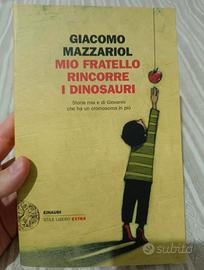 GIACOMO
MAZZARIOL
MIO FRATELLO
RINCORRE
I DINOSAURI
Storia mia e di Giovanni
che ha un cromosoma in più
EINAUDI
STILE LIBERO EXTRA
subito